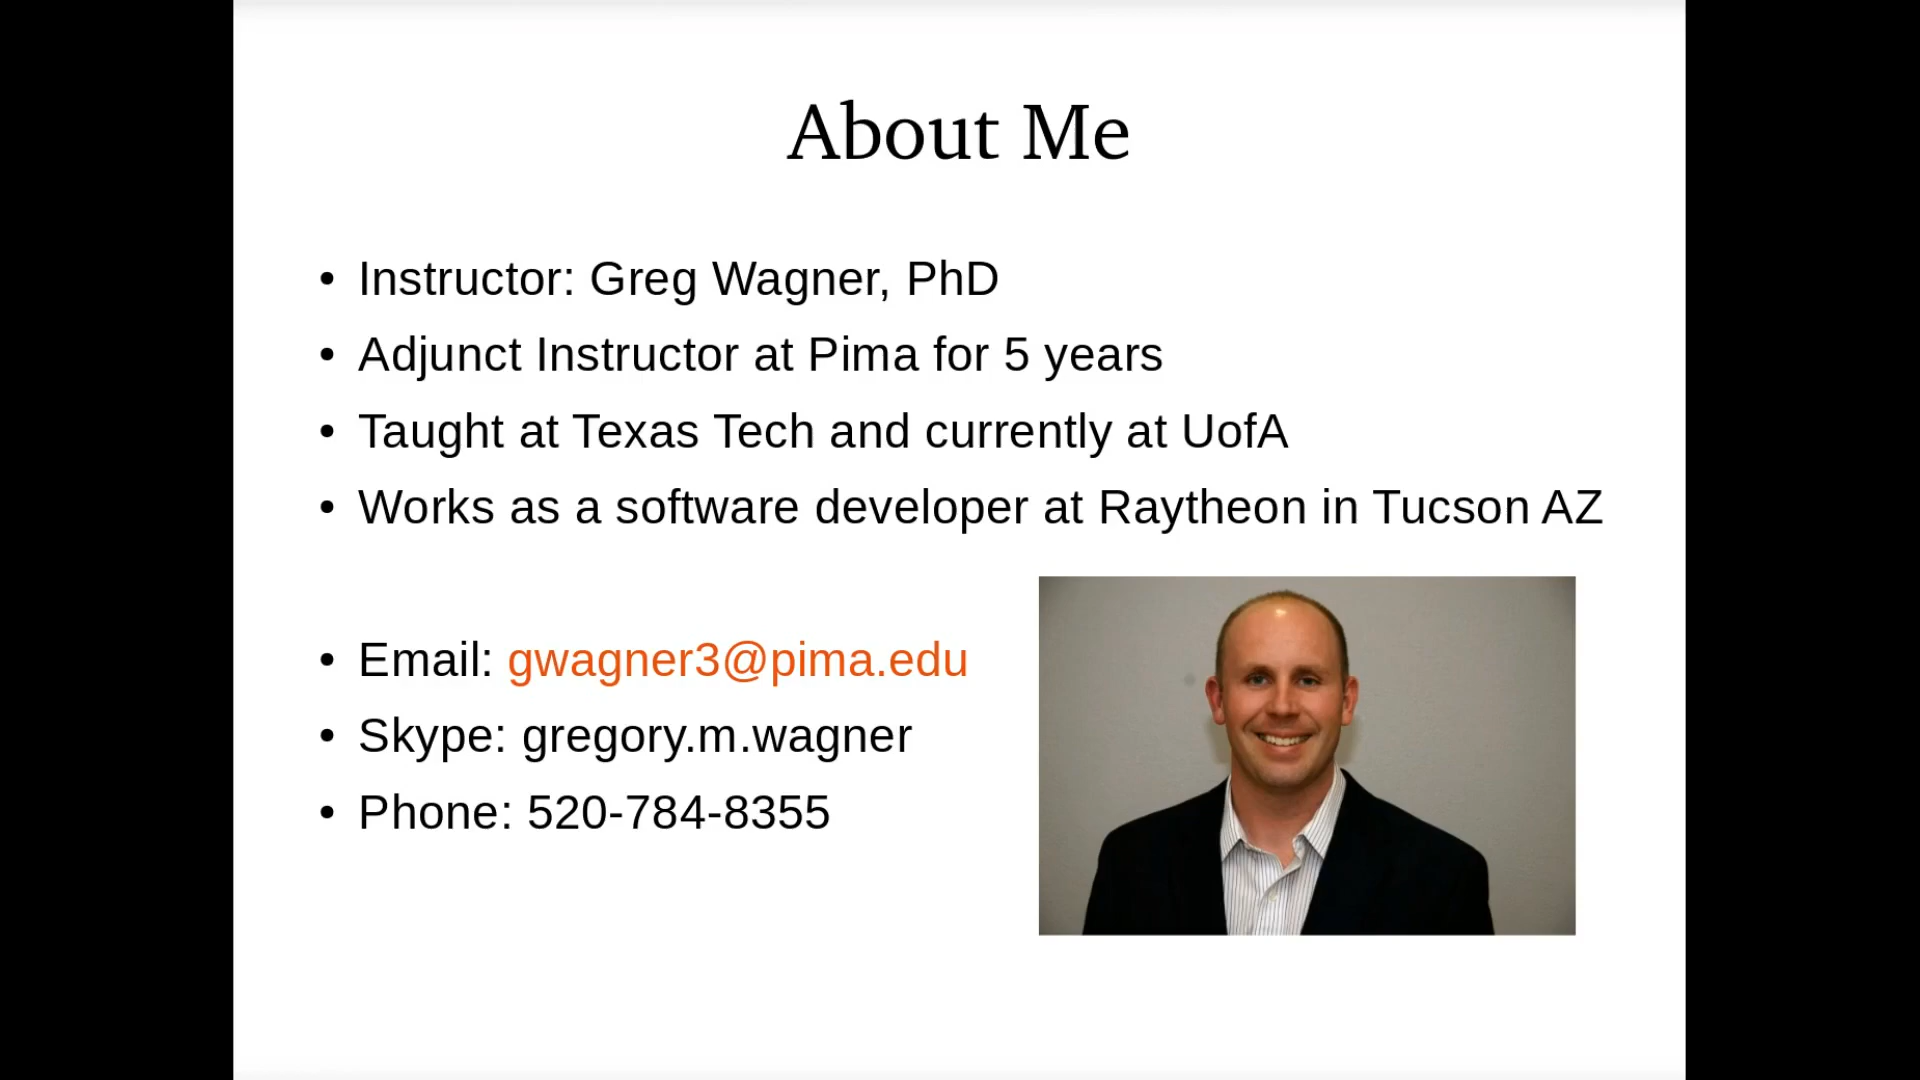 About Me
• Instructor: Greg Wagner, PhD
• Adjunct Instructor at Pima for 5 years
• Taught at Texas Tech and currently at UofA
• Works as a software developer at Raytheon in Tucson AZ
• Email: gwagner3@pima.edu
• Skype: gregory.m.wagner
• Phone: 520-784-8355